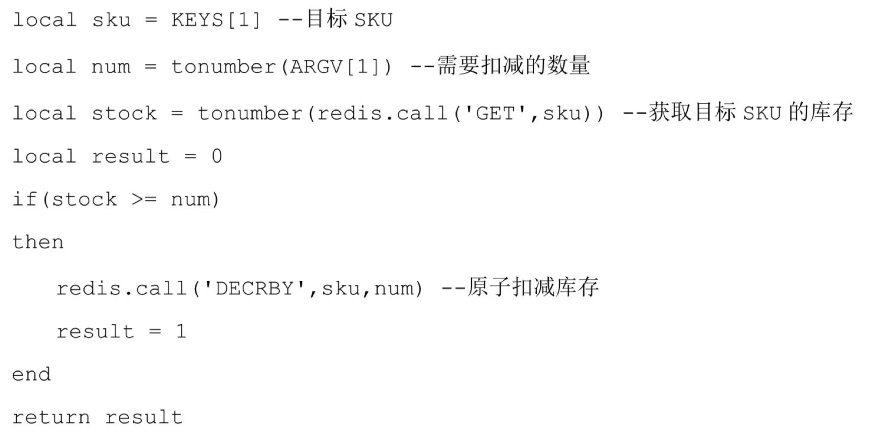 local sku = KEYS[1] --目标 SKU
local num = tonumber(ARGV[1]) --需要扣减的数量
local stock = tonumber(redis.call('GET',sku)) --获取目标 SKU 的库存
local result = 0
if(stock >= num)
then
    redis.call('DECRBY',sku,num) --原子扣减库存
    result = 1
end
return result